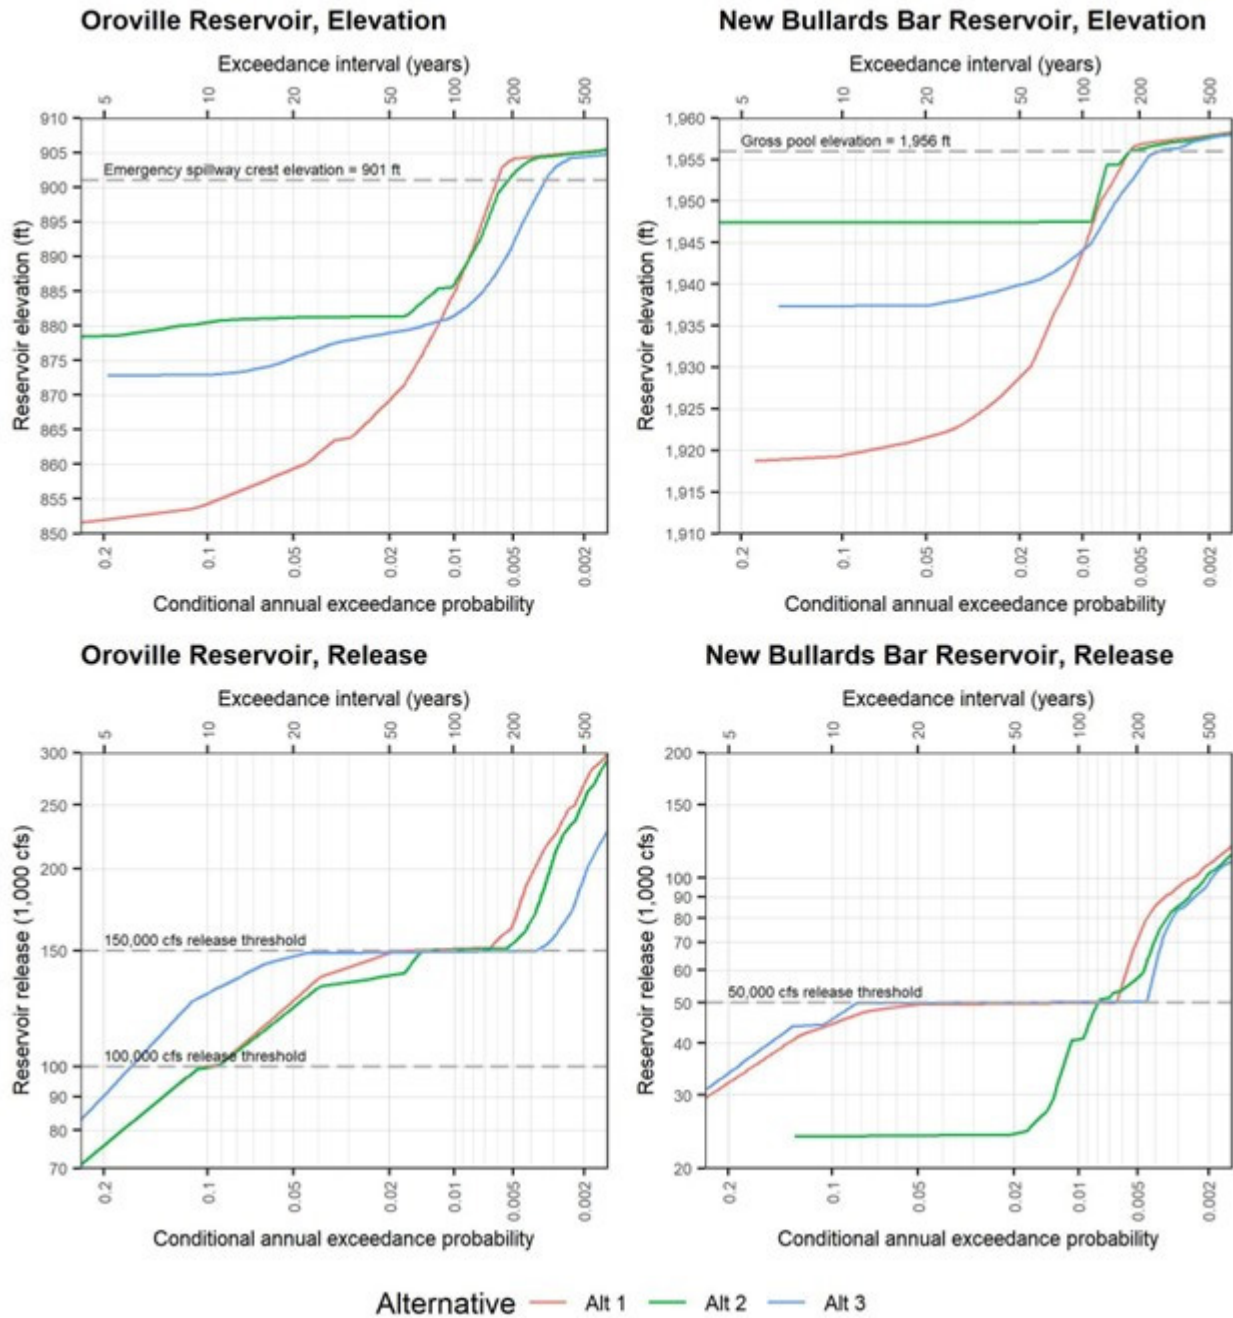 Oroville Reservoir, Elevation
Exceedance interval (years)
5 10 20 50 100 200 500
910
905
900
895
890
885
880
875
870
865
860
855
850
Emergency spillway crest elevation = 901 ft
Reservoir elevation (ft)
0.2 0.1 0.05 0.02 0.01 0.005 0.002
Conditional annual exceedance probability
New Bullards Bar Reservoir, Elevation
Exceedance interval (years)
5 10 20 50 100 200 500
1,960
1,955
1,950
1,945
1,940
1,935
1,930
1,925
1,920
1,915
1,910
Gross pool elevation = 1,956 ft
Reservoir elevation (ft)
0.2 0.1 0.05 0.02 0.01 0.005 0.002
Conditional annual exceedance probability
Oroville Reservoir, Release
Exceedance interval (years)
5 10 20 50 100 200 500
300
250
200
150
100
90
80
70
150,000 cfs release threshold
100,000 cfs release threshold
Reservoir release (1,000 cfs)
0.2 0.1 0.05 0.02 0.01 0.005 0.002
Conditional annual exceedance probability
New Bullards Bar Reservoir, Release
Exceedance interval (years)
5 10 20 50 100 200 500
200
150
100
90
80
70
60
50
40
30
20
50,000 cfs release threshold
Reservoir release (1,000 cfs)
0.2 0.1 0.05 0.02 0.01 0.005 0.002
Conditional annual exceedance probability
Alternative Alt 1 Alt 2 Alt 3